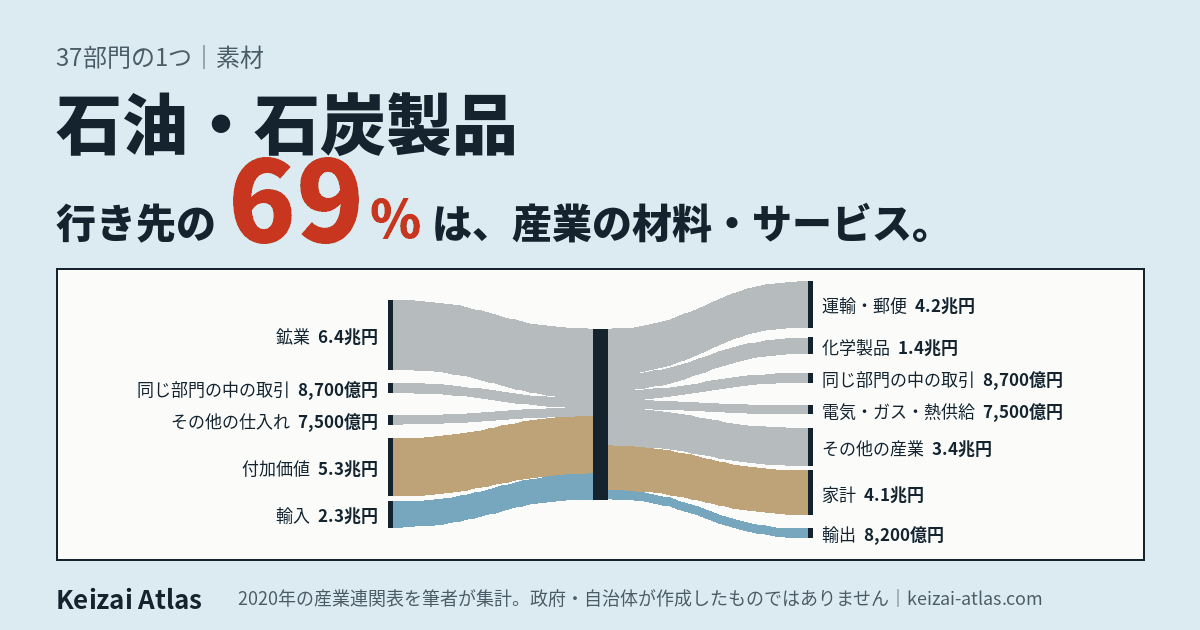 37部門の1つ｜素材
石油・石炭製品
行き先の 69%は、産業の材料・サービス。
鉱業 6.4兆円
同じ部門の中の取引 8,700億円
その他の仕入れ 7,500億円
付加価値 5.3兆円
輸入 2.3兆円
運輸・郵便 4.2兆円
化学製品 1.4兆円
同じ部門の中の取引 8,700億円
電気・ガス・熱供給 7,500億円
その他の産業 3.4兆円
家計 4.1兆円
輸出 8,200億円
Keizai Atlas
2020年の産業連関表を筆者が集計。政府・自治体が作成したものではありません｜keizai-atlas.com